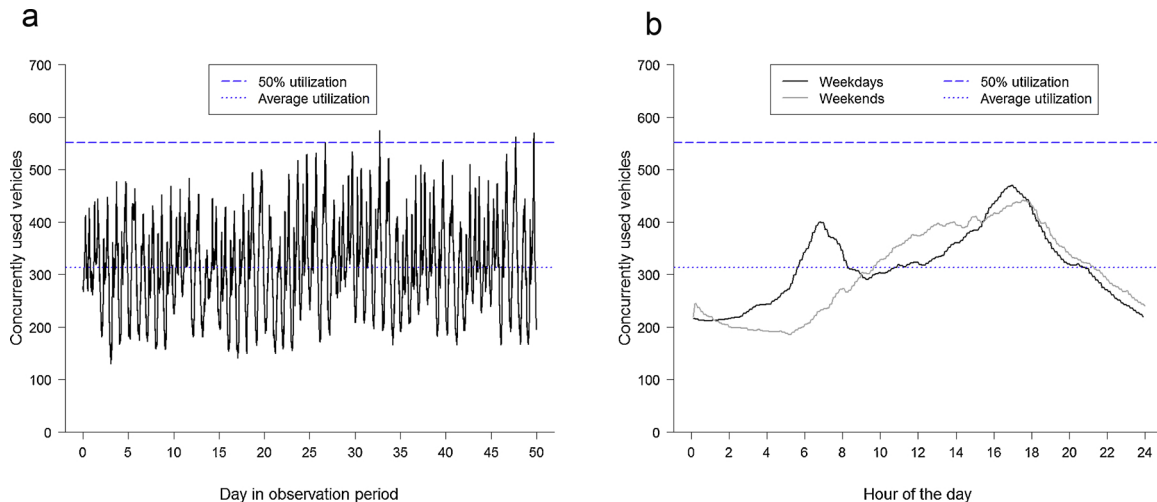 a
700
600
500
400
300
200
100
0
Concurrently used vehicles
50% utilization
Average utilization
0 5 10 15 20 25 30 35 40 45 50
Day in observation period
b
700
600
500
400
300
200
100
0
Concurrently used vehicles
Weekdays 50% utilization
Weekends Average utilization
0 2 4 6 8 10 12 14 16 18 20 22 24
Hour of the day